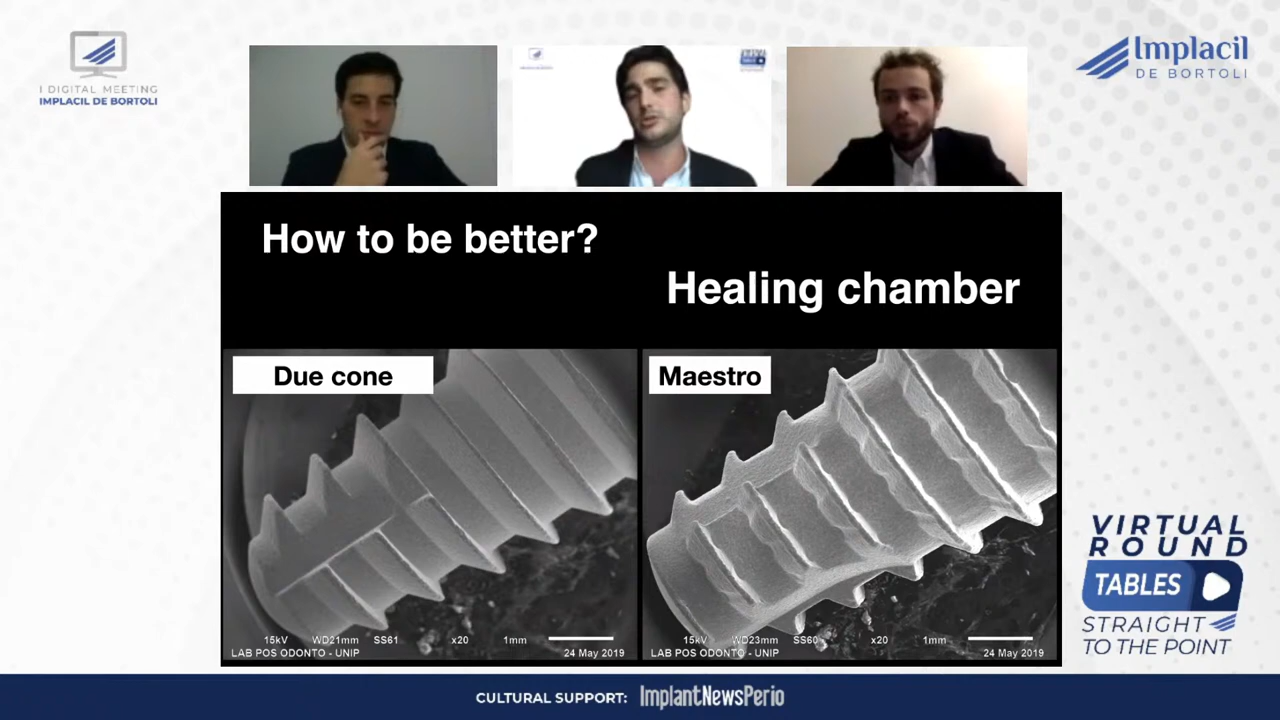 I DIGITAL MEETING
IMPLACIL DE BORTOLI
Implacil
DE BORTOLI
How to be better?
Healing chamber
Due cone
Maestro
15kV WD21mm SS61 x20 1mm
LAB POS ODONTO - UNIP 24 May 2019
15kV WD23mm SS60 x20 1mm
LAB POS ODONTO - UNIP 24 May 2019
VIRTUAL
ROUND
TABLES
STRAIGHT
TO THE POINT
CULTURAL SUPPORT: ImplantNewsPerio